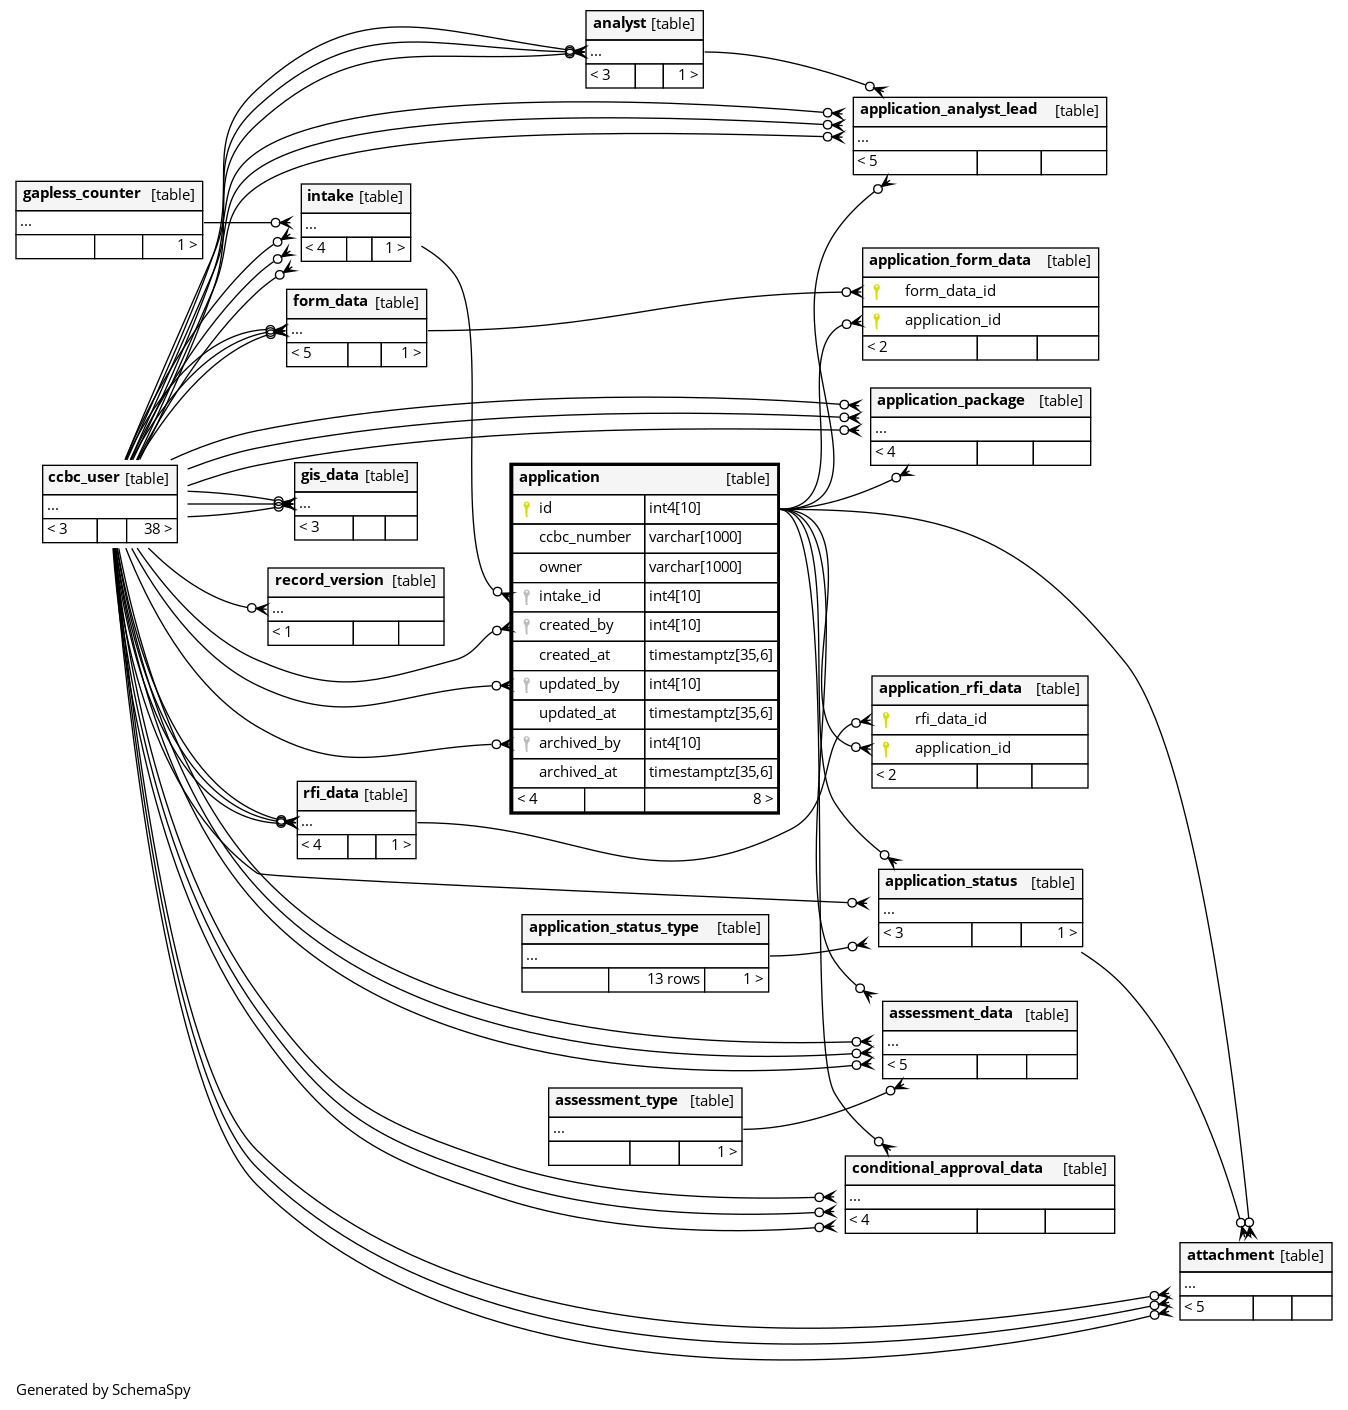 analyst [table]
...
< 3 1 >
application_analyst_lead [table]
...
< 5
gapless_counter [table]
...
1 >
intake [table]
...
< 4 1 >
application_form_data [table]
form_data_id
application_id
< 2
form_data [table]
...
< 5 1 >
application_package [table]
...
< 4
ccbc_user [table]
...
< 3 38 >
gis_data [table]
...
< 3
application [table]
id int4[10]
ccbc_number varchar[1000]
owner varchar[1000]
intake_id int4[10]
created_by int4[10]
created_at timestamptz[35,6]
updated_by int4[10]
updated_at timestamptz[35,6]
archived_by int4[10]
archived_at timestamptz[35,6]
< 4 8 >
record_version [table]
...
< 1
application_rfi_data [table]
rfi_data_id
application_id
< 2
rfi_data [table]
...
< 4 1 >
application_status [table]
...
< 3 1 >
application_status_type [table]
...
13 rows 1 >
assessment_data [table]
...
< 5
assessment_type [table]
...
1 >
conditional_approval_data [table]
...
< 4
attachment [table]
...
< 5
Generated by SchemaSpy